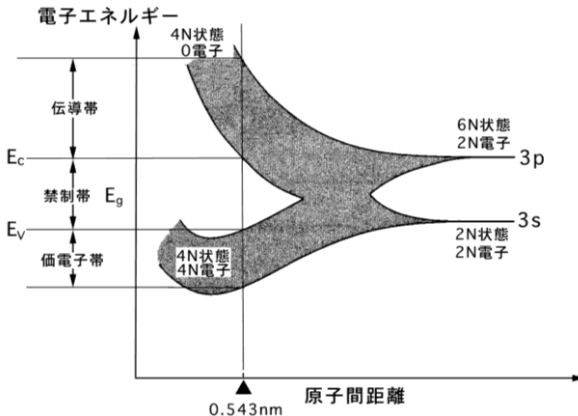 電子エネルギー
4N状態
0電子
伝導帯
6N状態
2N電子
3p
Ec
禁制帯
Eg
3s
Ev
価電子帯
4N状態
4N電子
2N状態
2N電子
原子間距離
0.543nm